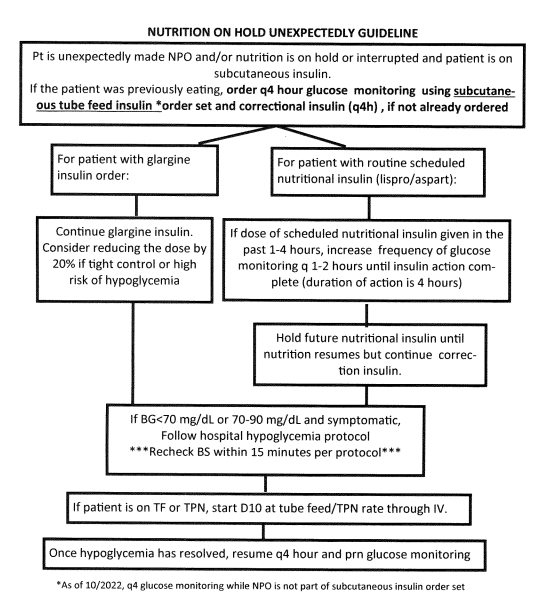 NUTRITION ON HOLD UNEXPECTEDLY GUIDELINE
Pt is unexpectedly made NPO and/or nutrition is on hold or interrupted and patient is on
subcutaneous insulin.
If the patient was previously eating, order q4 hour glucose monitoring using subcutane-
ous tube feed insulin *order set and correctional insulin (q4h) , if not already ordered
For patient with glargine
insulin order:
For patient with routine scheduled
nutritional insulin (lispro/aspart):
Continue glargine insulin.
Consider reducing the dose by
20% if tight control or high
risk of hypoglycemia
If dose of scheduled nutritional insulin given in the
past 1-4 hours, increase frequency of glucose
monitoring q 1-2 hours until insulin action com-
plete (duration of action is 4 hours)
Hold future nutritional insulin until
nutrition resumes but continue correc-
tion insulin.
If BG<70 mg/dL or 70-90 mg/dL and symptomatic,
Follow hospital hypoglycemia protocol
***Recheck BS within 15 minutes per protocol***
If patient is on TF or TPN, start D10 at tube feed/TPN rate through IV.
Once hypoglycemia has resolved, resume q4 hour and prn glucose monitoring
*As of 10/2022, q4 glucose monitoring while NPO is not part of subcutaneous insulin order set